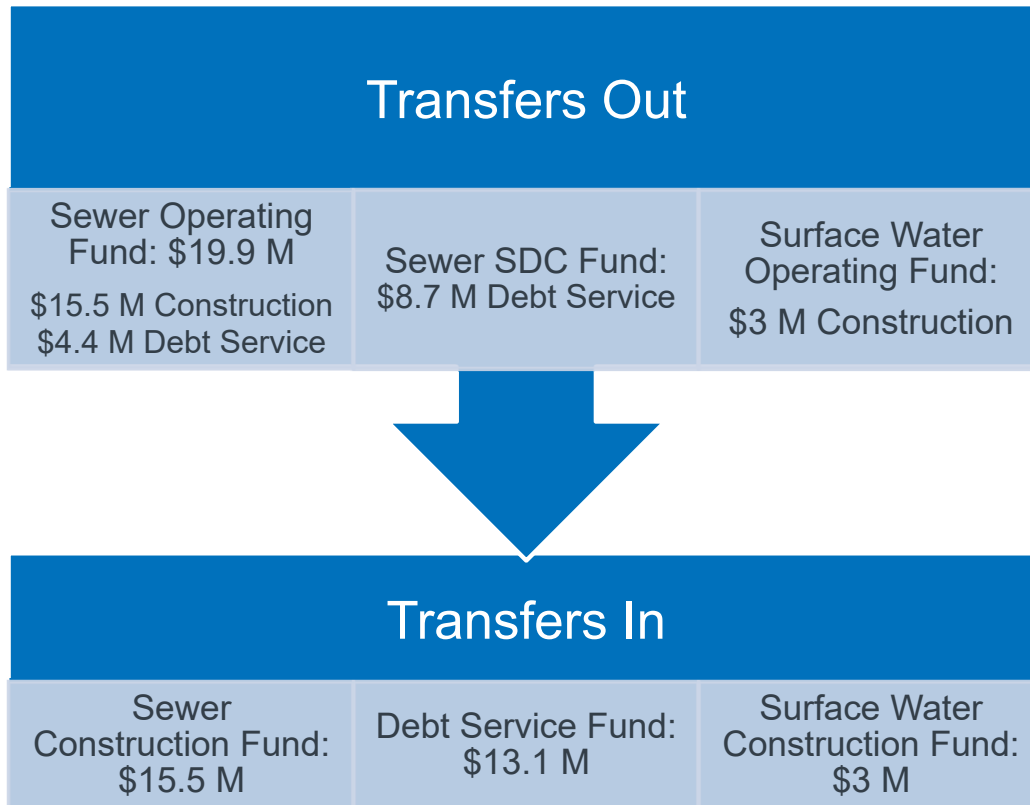 Transfers Out
Sewer Operating
Fund: $19.9 M
$15.5 M Construction
$4.4 M Debt Service
Sewer SDC Fund:
$8.7 M Debt Service
Surface Water
Operating Fund:
$3 M Construction
Transfers In
Sewer
Construction Fund:
$15.5 M
Debt Service Fund:
$13.1 M
Surface Water
Construction Fund:
$3 M